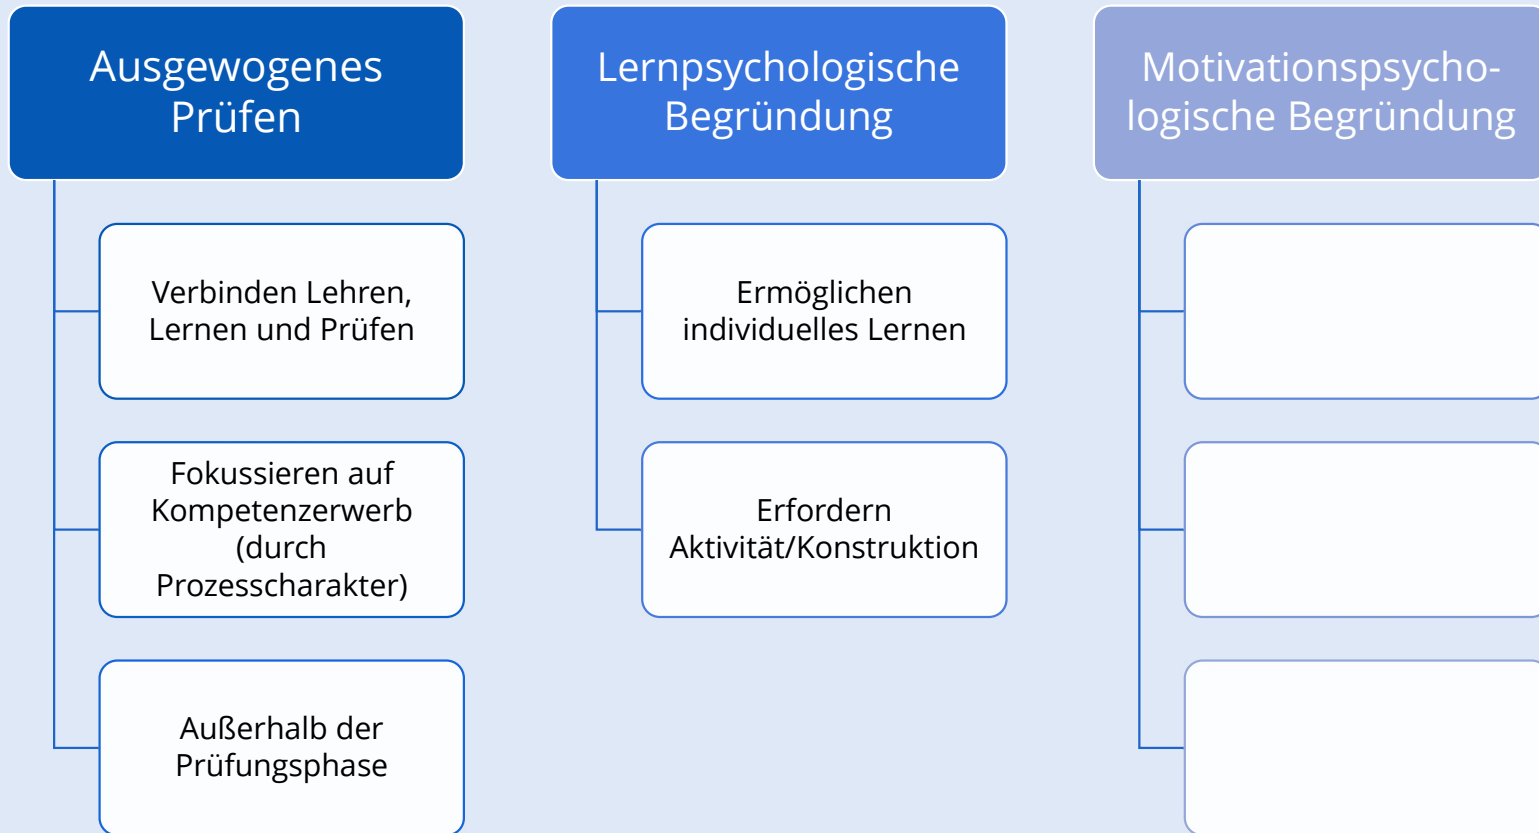 Ausgewogenes
Prüfen
Verbinden Lehren,
Lernen und Prüfen
Fokussieren auf
Kompetenzerwerb
(durch
Prozesscharakter)
Außerhalb der
Prüfungsphase
Lernpsychologische
Begründung
Ermöglichen
individuelles Lernen
Erfordern
Aktivität/Konstruktion
Motivationspsycho-
logische Begründung